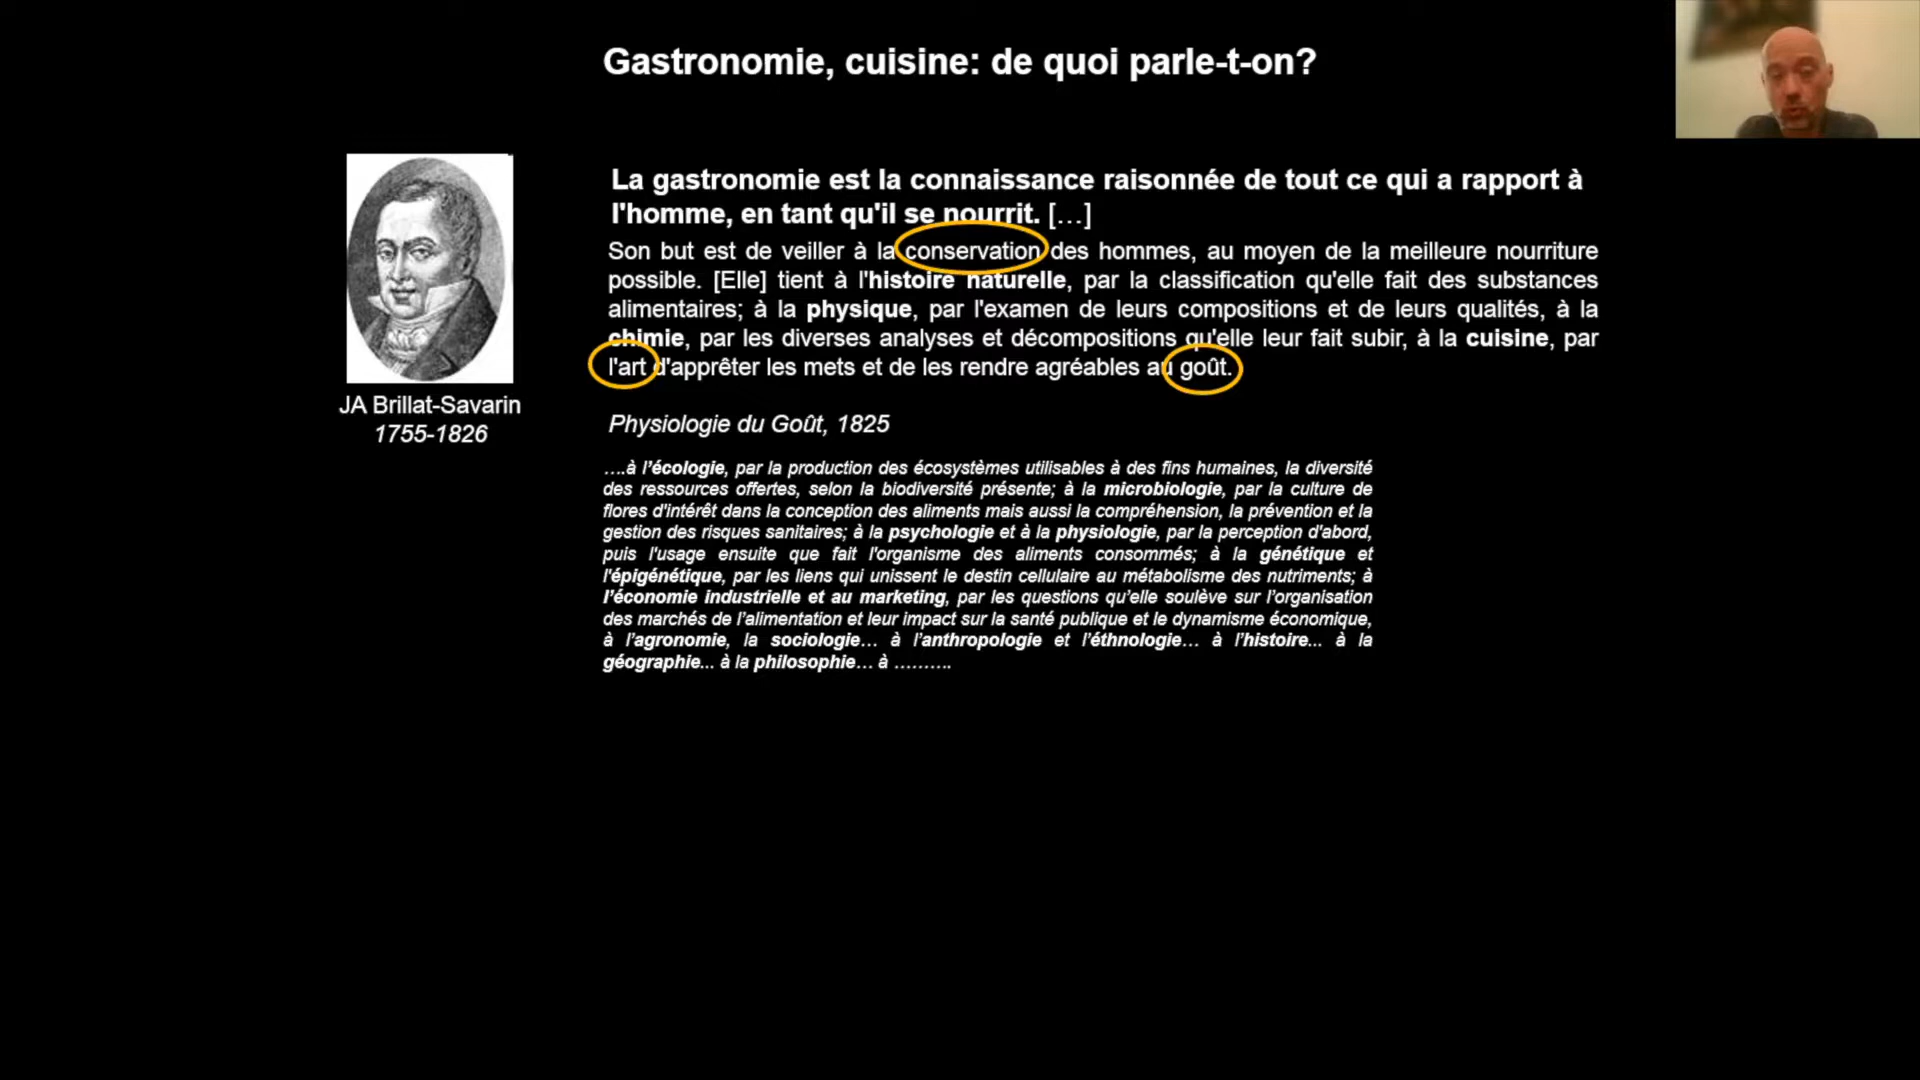 Gastronomie, cuisine: de quoi parle-t-on?
La gastronomie est la connaissance raisonnée de tout ce qui a rapport à
l'homme, en tant qu'il se nourrit. […]
Son but est de veiller à la conservation des hommes, au moyen de la meilleure nourriture
possible. [Elle] tient à l'histoire naturelle, par la classification qu'elle fait des substances
alimentaires; à la physique, par l'examen de leurs compositions et de leurs qualités, à la
chimie, par les diverses analyses et décompositions qu'elle leur fait subir, à la cuisine, par
l'art d'apprêter les mets et de les rendre agréables au goût.
JA Brillat-Savarin
1755-1826
Physiologie du Goût, 1825
….à l’écologie, par la production des écosystèmes utilisables à des fins humaines, la diversité
des ressources offertes, selon la biodiversité présente; à la microbiologie, par la culture de
flores d'intérêt dans la conception des aliments mais aussi la compréhension, la prévention et la
gestion des risques sanitaires; à la psychologie et à la physiologie, par la perception d'abord,
puis l'usage ensuite que fait l'organisme des aliments consommés; à la génétique et
l'épigénétique, par les liens qui unissent le destin cellulaire au métabolisme des nutriments; à
l’économie industrielle et au marketing, par les questions qu’elle soulève sur l’organisation
des marchés de l’alimentation et leur impact sur la santé publique et le dynamisme économique,
à l’agronomie, la sociologie… à l’anthropologie et l’éthnologie… à l’histoire... à la
géographie... à la philosophie… à ……….